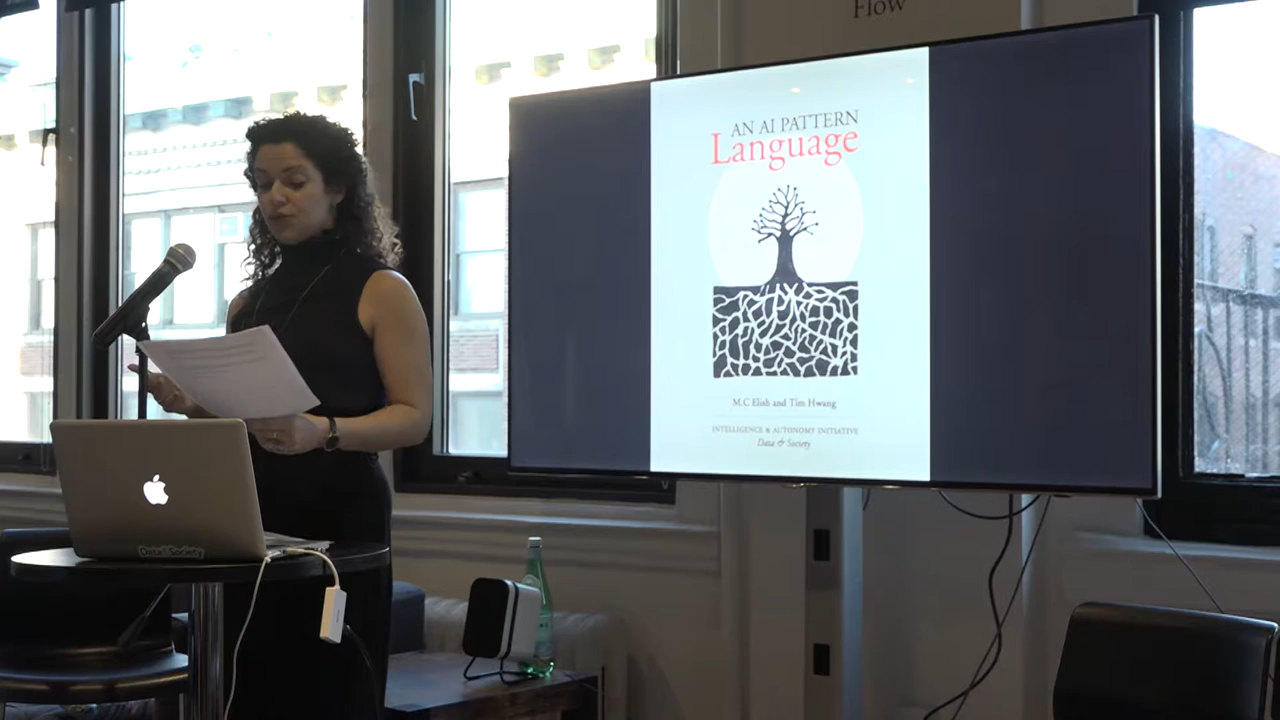 Flow
AN AI PATTERN
Language
M.C Elish and Tim Hwang
INTELLIGENCE & AUTONOMY INITIATIVE
Data & Society
Data & Society